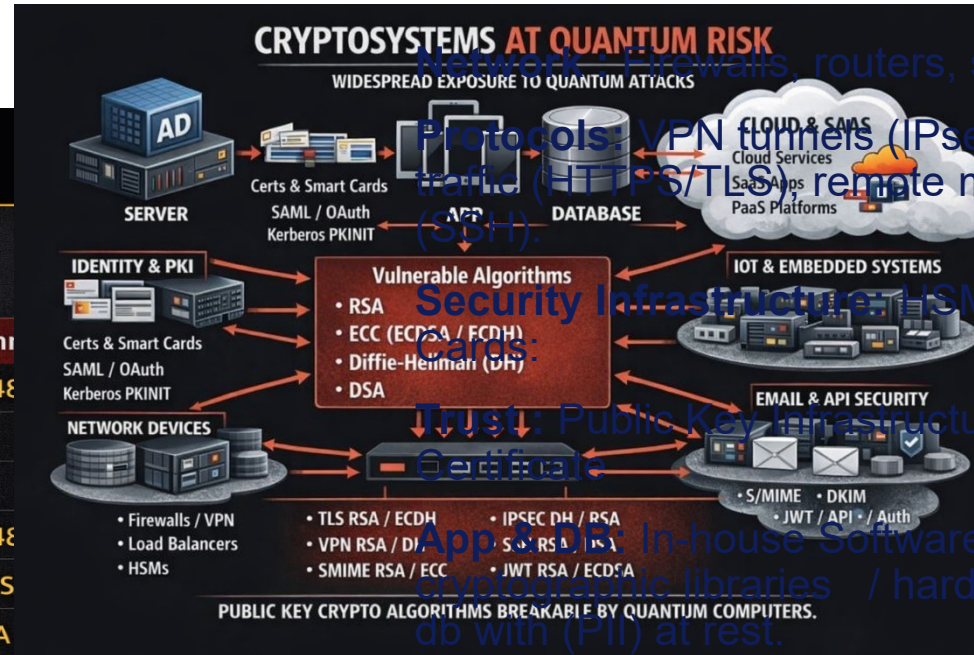 CRYPTOSYSTEMS AT QUANTUM RISK
WIDESPREAD EXPOSURE TO QUANTUM ATTACKS
AD
SERVER
Certs & Smart Cards
SAML / OAuth
Kerberos PKINIT
APP
DATABASE
CLOUD & SAAS
Cloud Services
SaaS Apps
PaaS Platforms
IDENTITY & PKI
Certs & Smart Cards
SAML / OAuth
Kerberos PKINIT
Vulnerable Algorithms
• RSA
• ECC (ECDSA / ECDH)
• Diffie-Hellman (DH)
• DSA
IOT & EMBEDDED SYSTEMS
NETWORK DEVICES
• Firewalls / VPN
• Load Balancers
• HSMs
EMAIL & API SECURITY
• S/MIME • DKIM
• JWT / API / Auth
• TLS RSA / ECDH
• VPN RSA /
• SMIME RSA / ECC
• IPSEC DH / RSA
RSA / DSA
• JWT RSA / ECDSA
PUBLIC KEY CRYPTO ALGORITHMS BREAKABLE BY QUANTUM COMPUTERS.
Network : Firewalls, routers,
Protocols: VPN tunnels
traffic (HTTPS/TLS), remote
(SSH).
Security Infrastructure:
Cards:
Trust : Public Key
Certificate
App & DB: In-house Software
cryptographic libraries /
db with (PII) at rest.